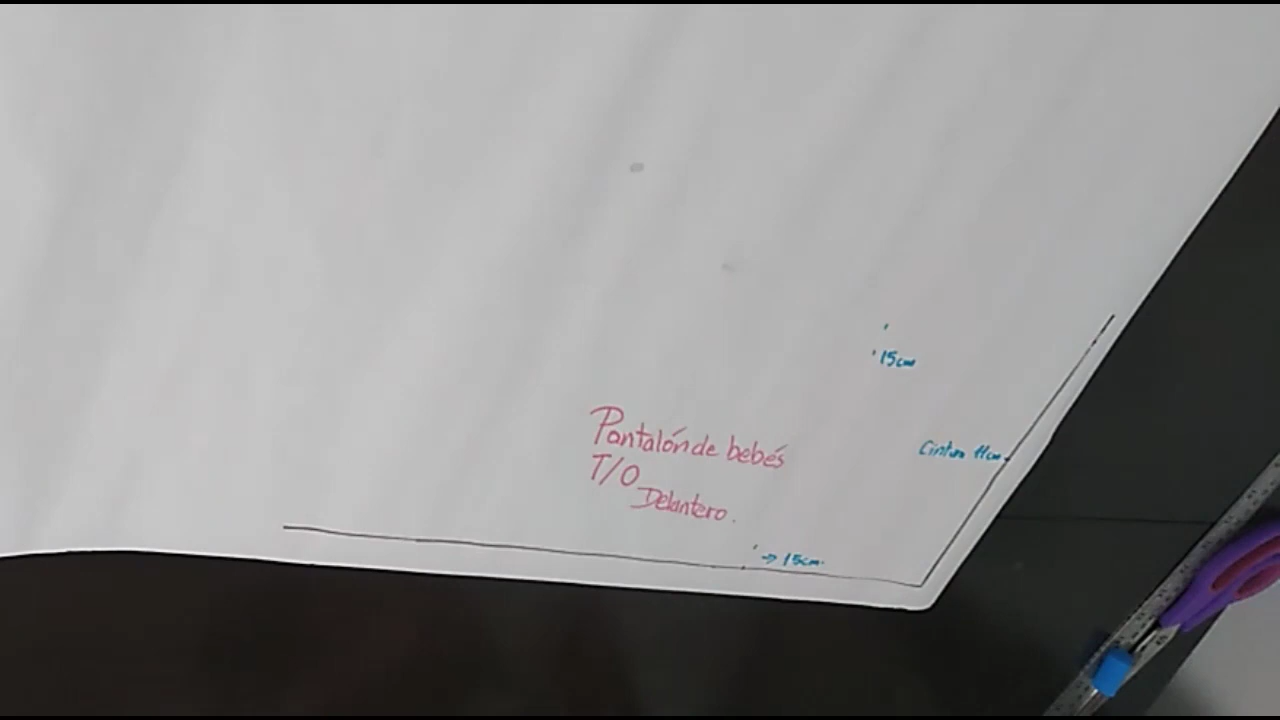 15cm
Pantalón de bebés
Cintura 11cm
T/0
Delantero.
→ 15cm.